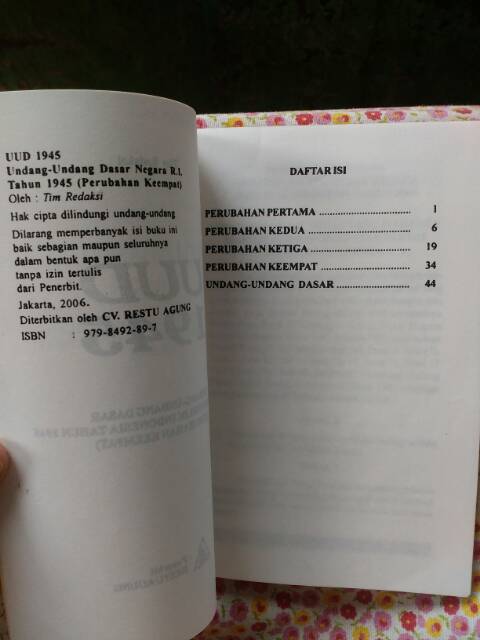 UUD 1945
Undang-Undang Dasar Negara R.I.
Tahun 1945 (Perubahan Keempat)
Oleh : Tim Redaksi
Hak cipta dilindungi undang-undang
Dilarang memperbanyak isi buku ini
baik sebagian maupun seluruhnya
dalam bentuk apa pun
tanpa izin tertulis
dari Penerbit.
Jakarta, 2006.
Diterbitkan oleh CV. RESTU AGUNG
ISBN : 979-8492-89-7
DAFTAR ISI
PERUBAHAN PERTAMA ................................ 1
PERUBAHAN KEDUA ................................... 6
PERUBAHAN KETIGA .................................. 19
PERUBAHAN KEEMPAT ............................... 34
UNDANG-UNDANG DASAR ......................... 44